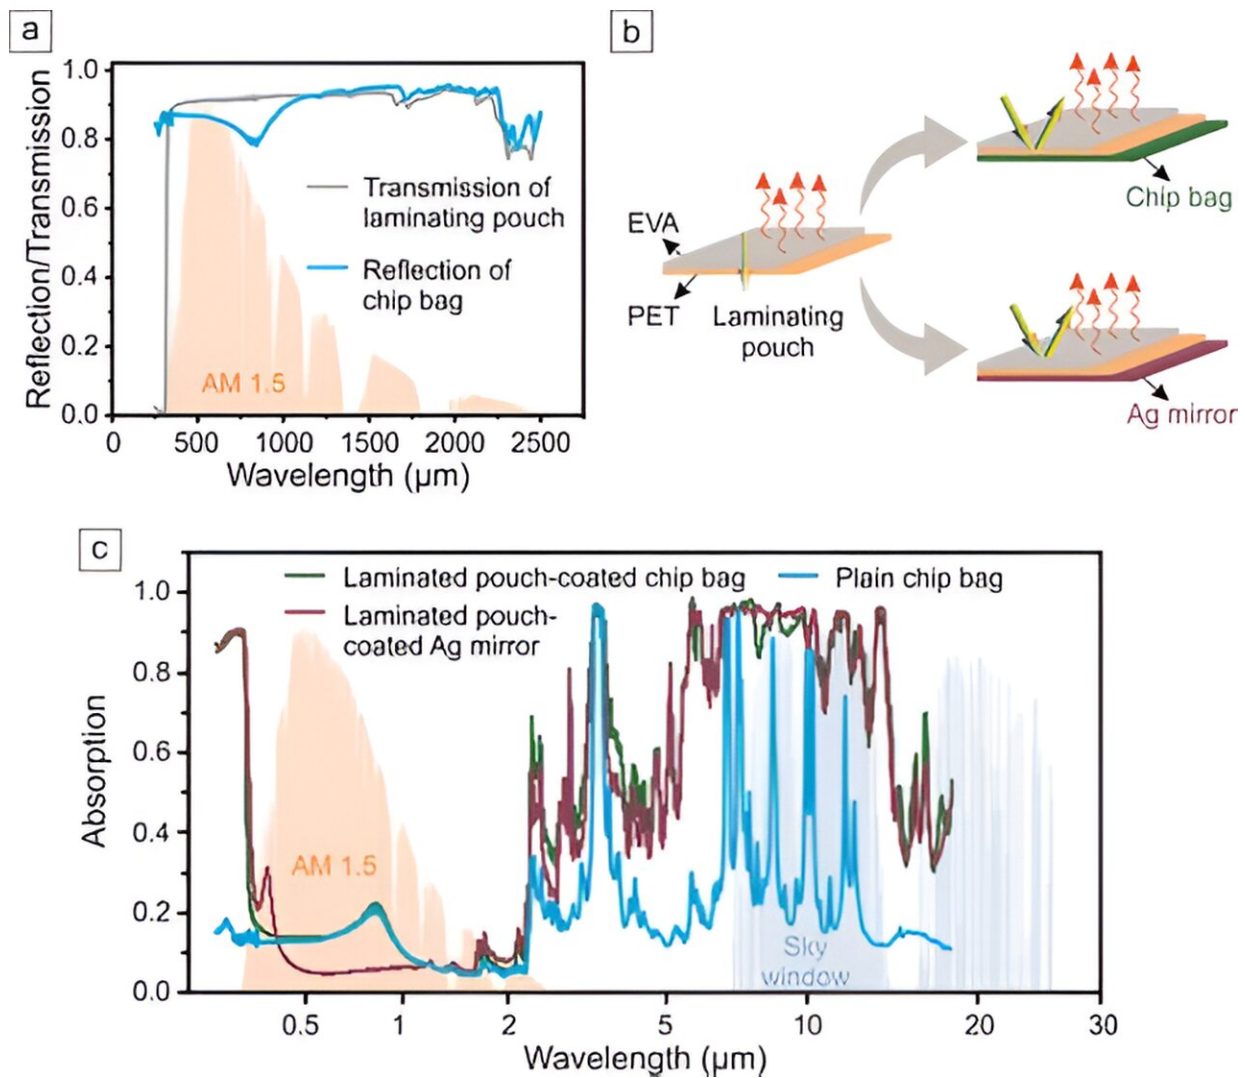 a
1.0
0.8
0.6
0.4
0.2
0.0
Reflection/Transmission
Transmission of
laminating pouch
Reflection of
chip bag
AM 1.5
0 500 1000 1500 2000 2500
Wavelength (μm)
b
EVA
PET
Laminating
pouch
Chip bag
Ag mirror
c
1.0
0.8
0.6
0.4
0.2
0.0
Absorption
Laminated pouch-coated chip bag
Laminated pouch-
coated Ag mirror
Plain chip bag
AM 1.5
Sky
window
0.5 1 2 5 10 20 30
Wavelength (μm)